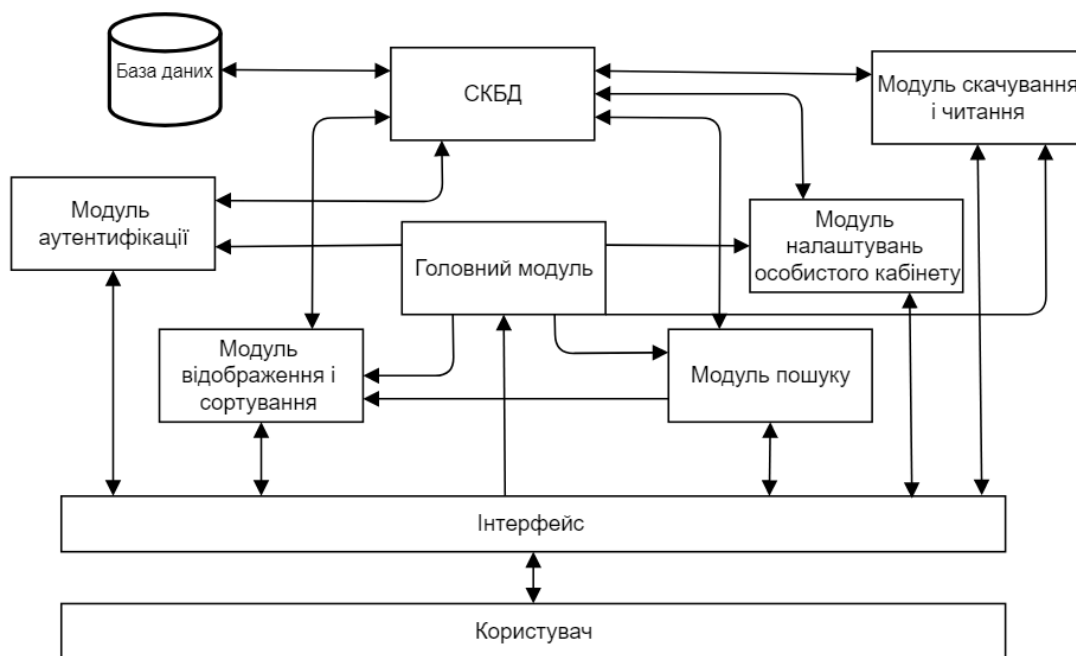 База даних
СКБД
Модуль скачування
і читання
Модуль
аутентифікації
Головний модуль
Модуль
налаштувань
особистого кабінету
Модуль
відображення і
сортування
Модуль пошуку
Інтерфейс
Користувач